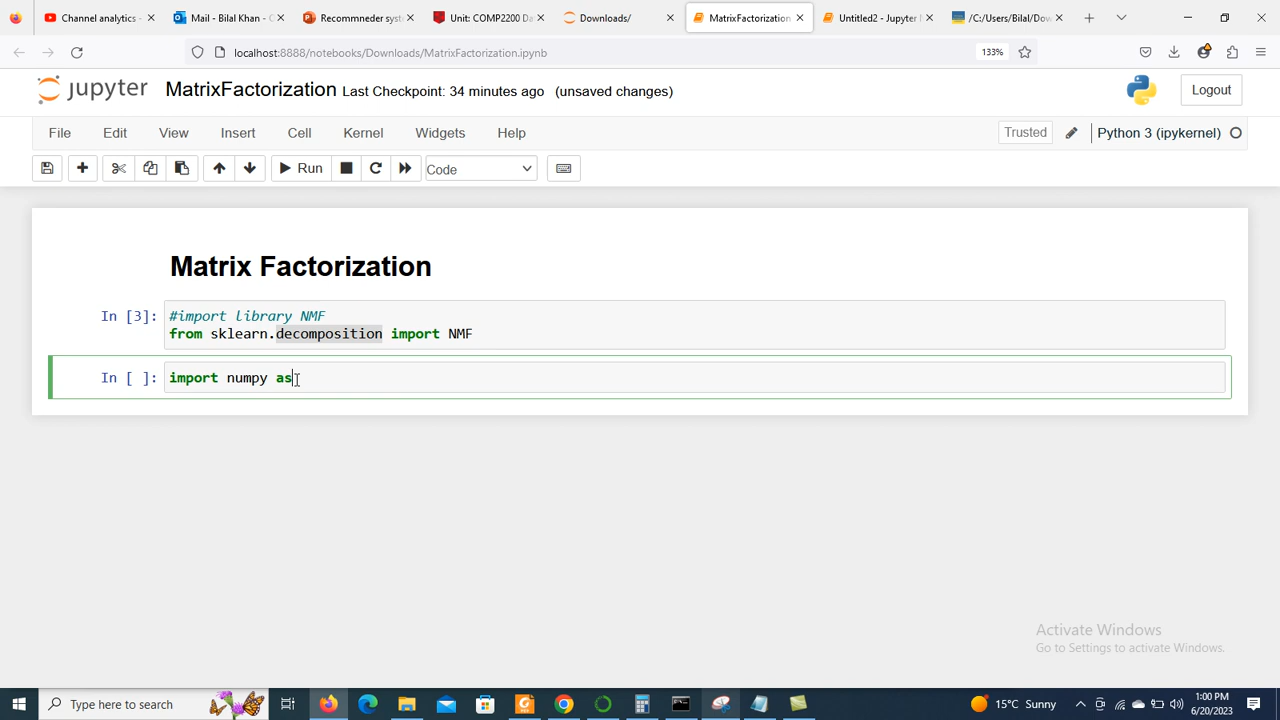 Channel analytics -
Mail - Bilal Khan -
Recommneder syst
Unit: COMP2200 D
Downloads/
MatrixFactorization
Untitled2 - Jupyter
/C:/Users/Bilal/Dow
localhost:8888/notebooks/Downloads/MatrixFactorization.ipynb
133%
jupyter MatrixFactorization Last Checkpoint: 34 minutes ago (unsaved changes)
Logout
File Edit View Insert Cell Kernel Widgets Help
Trusted
Python 3 (ipykernel)
Run
Code
Matrix Factorization
In [3]: #import library NMF
from sklearn.decomposition import NMF
In [ ]: import numpy as
Activate Windows
Go to Settings to activate Windows.
Type here to search
15°C Sunny
1:00 PM
6/20/2023